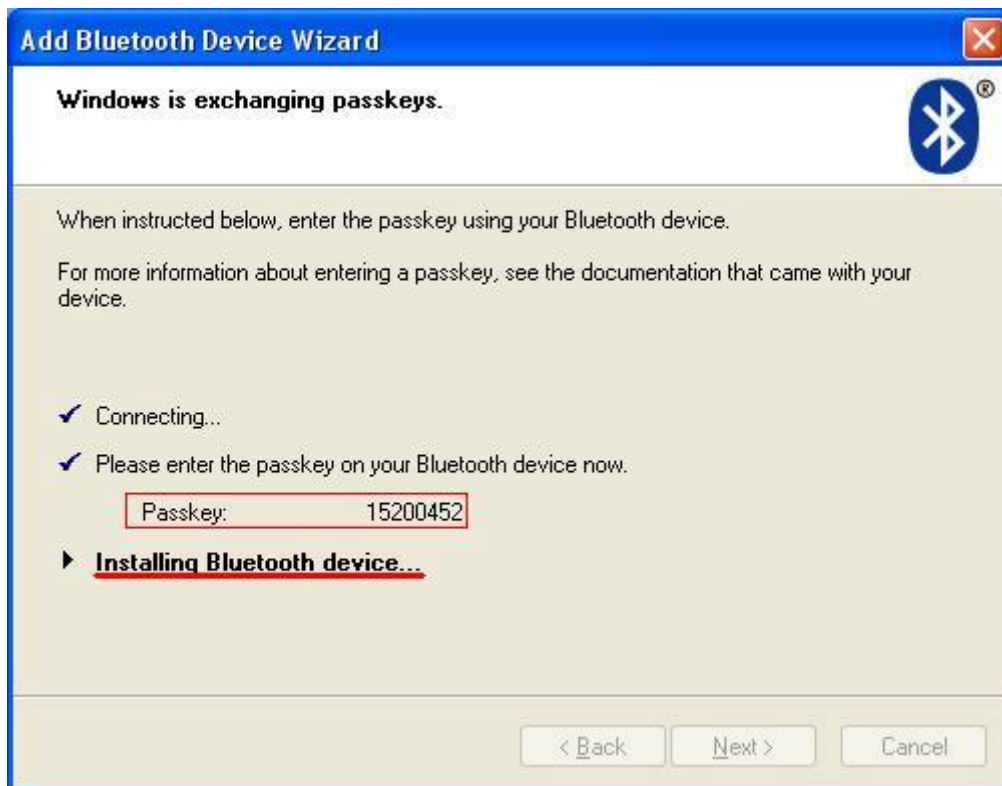 Add Bluetooth Device Wizard
Windows is exchanging passkeys.
®
When instructed below, enter the passkey using your Bluetooth device.
For more information about entering a passkey, see the documentation that came with your
device.
Connecting...
Please enter the passkey on your Bluetooth device now.
Passkey: 15200452
Installing Bluetooth device...
< Back Next > Cancel